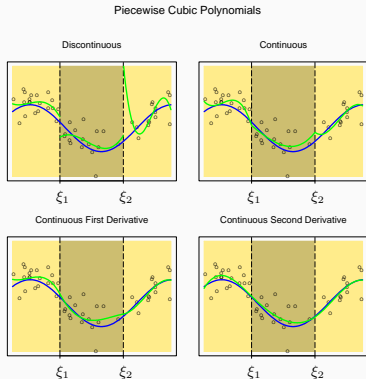 Piecewise Cubic Polynomials
Discontinuous
Continuous
ξ1 ξ2
ξ1 ξ2
Continuous First Derivative
Continuous Second Derivative
ξ1 ξ2
ξ1 ξ2